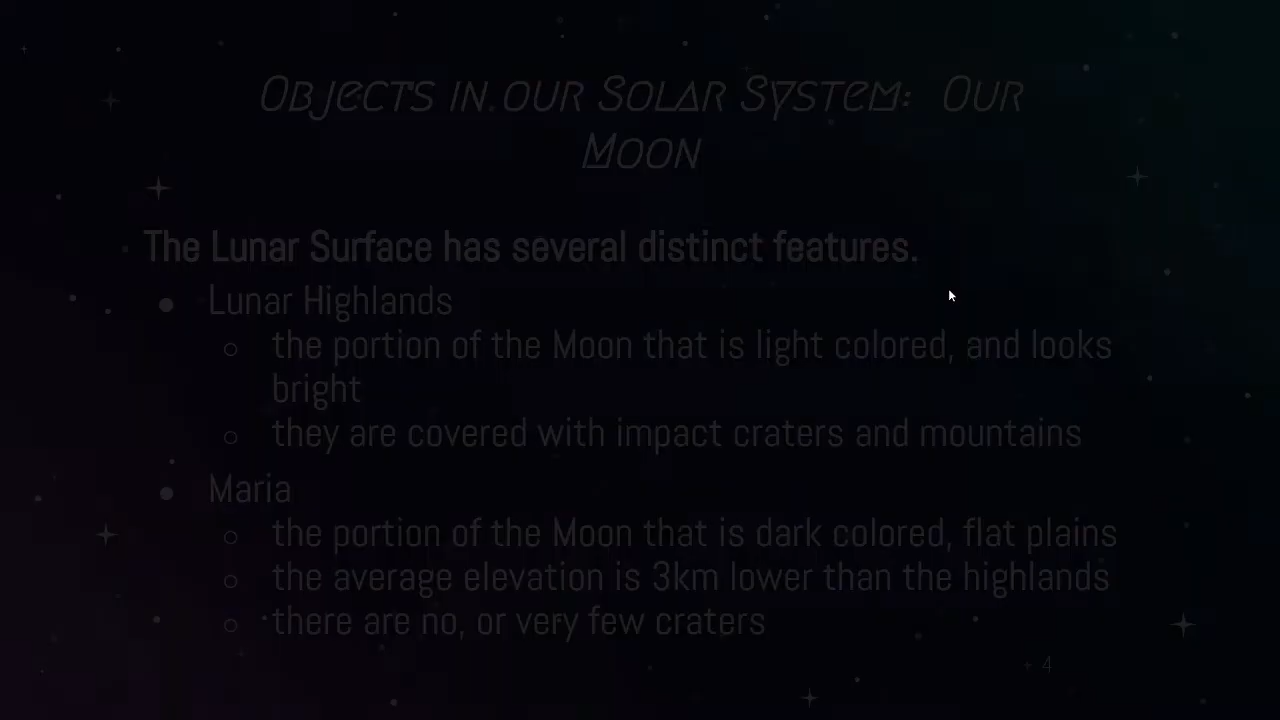 Objects in our Solar System: Our
Moon
The Lunar Surface has several distinct features.
● Lunar Highlands
○ the portion of the Moon that is light colored, and looks
bright
○ they are covered with impact craters and mountains
● Maria
○ the portion of the Moon that is dark colored, flat plains
○ the average elevation is 3km lower than the highlands
○ there are no, or very few craters
4